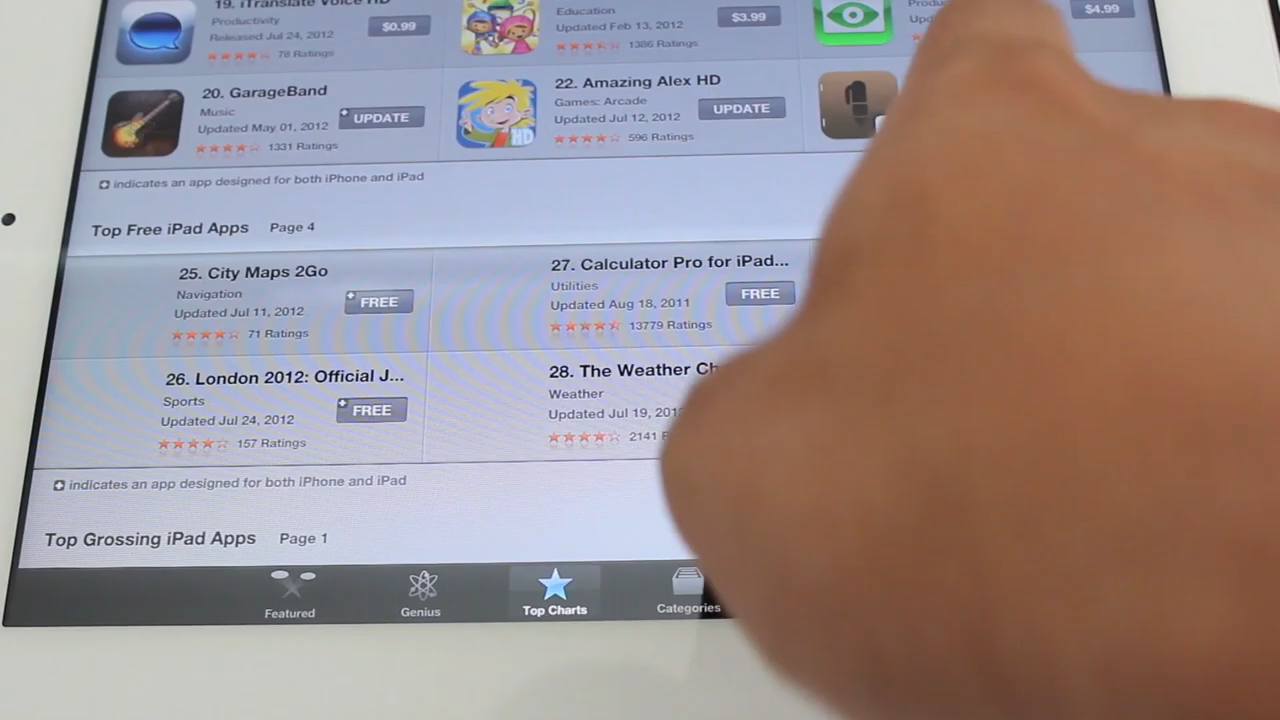 19. iTranslate Voice HD
Productivity
Released Jul 24, 2012
78 Ratings
$0.99
Education
Updated Feb 13, 2012
1386 Ratings
$3.99
$4.99
20. GarageBand
Music
Updated May 01, 2012
1331 Ratings
UPDATE
22. Amazing Alex HD
Games: Arcade
Updated Jul 12, 2012
596 Ratings
UPDATE
HD
indicates an app designed for both iPhone and iPad
Top Free iPad Apps Page 4
25. City Maps 2Go
Navigation
Updated Jul 11, 2012
71 Ratings
FREE
27. Calculator Pro for iPad...
Utilities
Updated Aug 18, 2011
13779 Ratings
FREE
26. London 2012: Official J...
Sports
Updated Jul 24, 2012
157 Ratings
FREE
28. The Weather
Weather
Updated Jul 19,
2141
indicates an app designed for both iPhone and iPad
Top Grossing iPad Apps Page 1
Featured
Genius
Top Charts
Categories